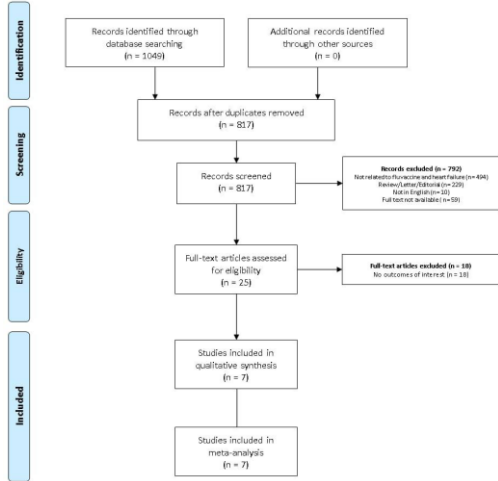 Identification
Records identified through
database searching
(n = 1049)
Additional records identified
through other sources
(n = 0)
Records after duplicates removed
(n = 817)
Screening
Records screened
(n = 817)
Records excluded (n = 792)
Not related to flu vaccine and heart failure (n= 494)
Review/Letter/Editorial (n = 229)
Not in English (n = 10)
Full text not available (n = 59)
Eligibility
Full-text articles assessed
for eligibility
(n = 25)
Full-text articles excluded (n = 18)
No outcomes of interest (n = 18)
Included
Studies included in
qualitative synthesis
(n = 7)
Studies included in
meta-analysis
(n = 7)